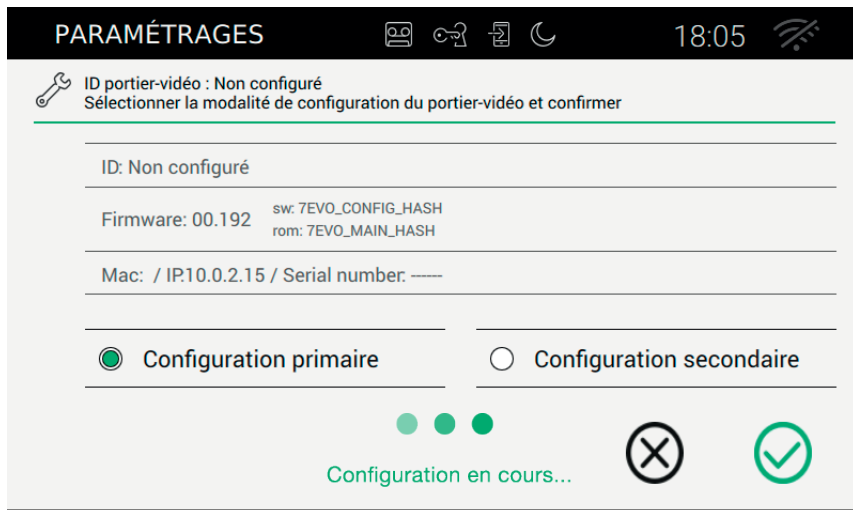 PARAMÉTRAGES
18:05
ID portier-vidéo : Non configuré
Sélectionner la modalité de configuration du portier-vidéo et confirmer
ID: Non configuré
Firmware: 00.192
sw: 7EVO_CONFIG_HASH
rom: 7EVO_MAIN_HASH
Mac: / IP:10.0.2.15 / Serial number: ------
Configuration primaire
Configuration secondaire
Configuration en cours...